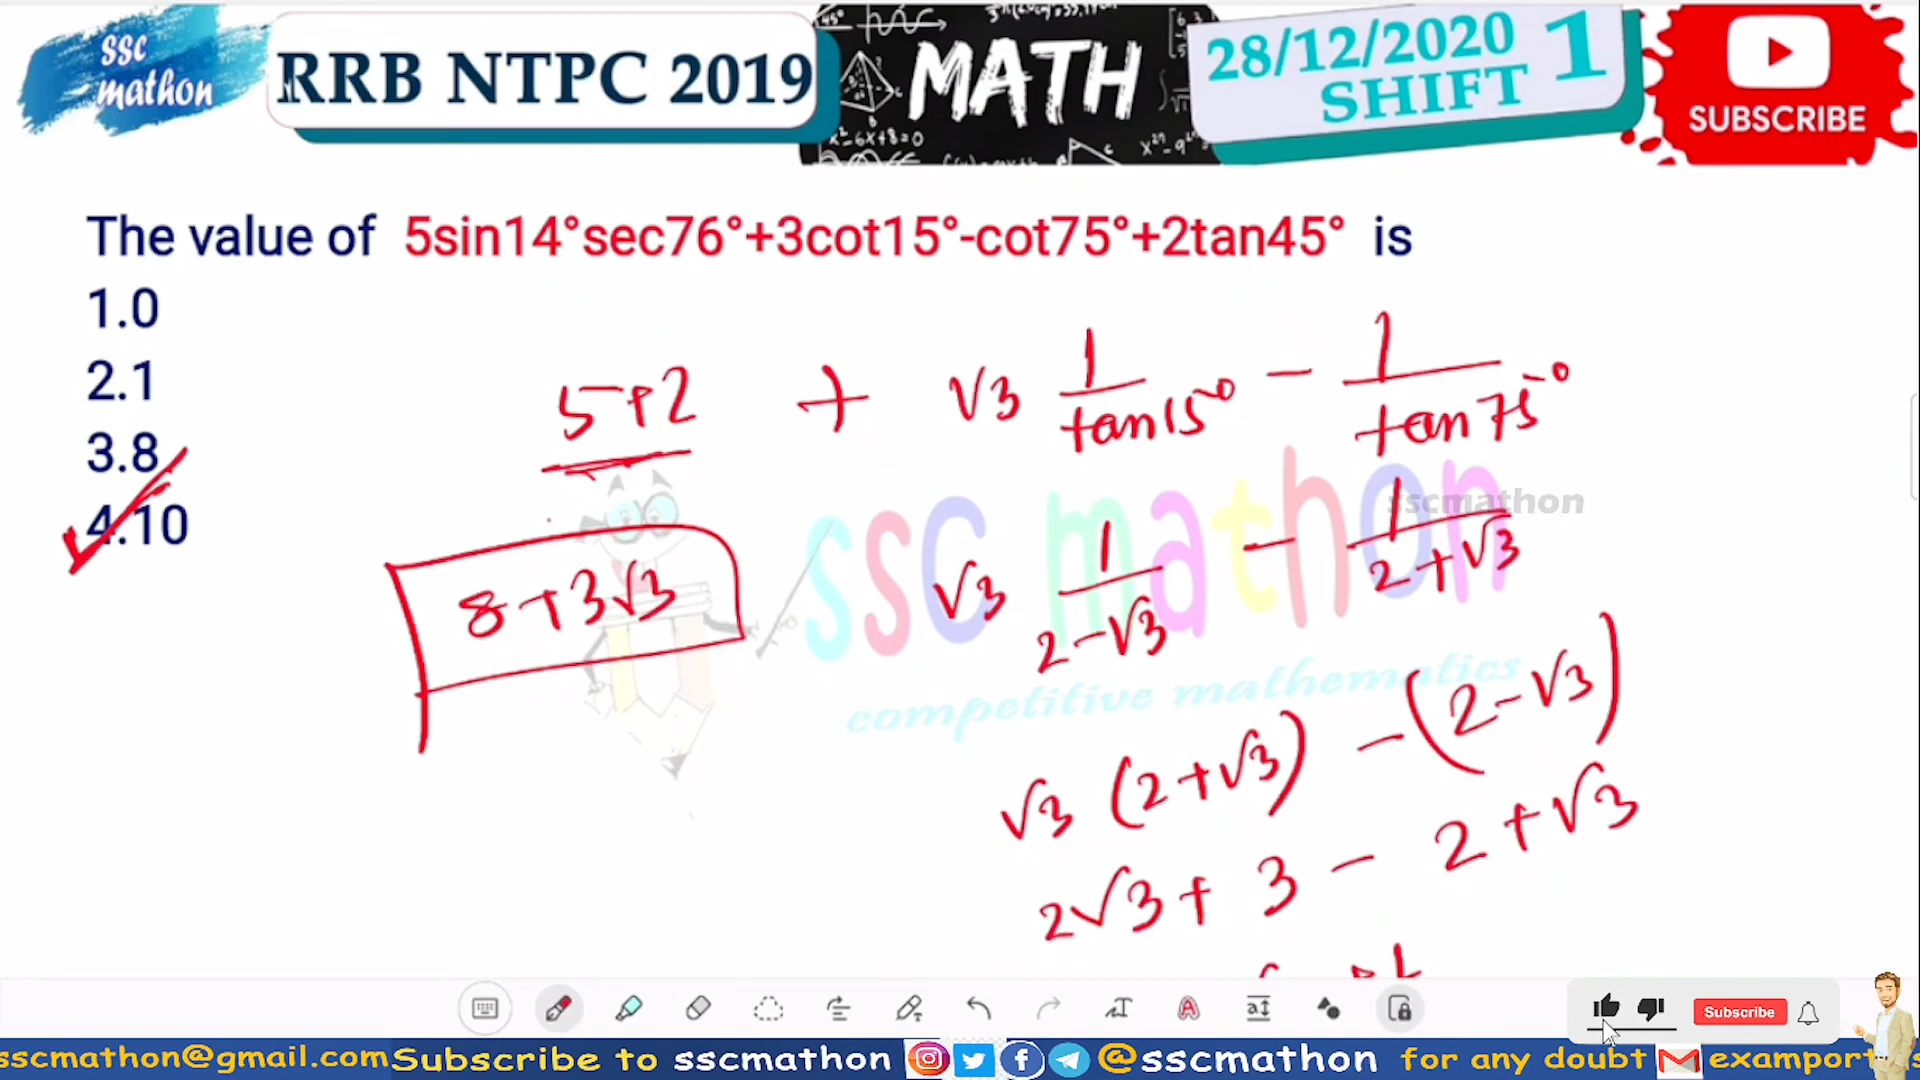 ssc
mathon
RRB NTPC 2019
MATH
28/12/2020
SHIFT 1
SUBSCRIBE
The value of 5sin14°sec76°+3cot15°-cot75°+2tan45° is
1.0
2.1
3.8
4.10
5+2 + √3 1/tan15° - 1/tan75°
sscmathon
√3 1/2-√3 - 1/2+√3
8+3√3
ssc mathon
competitive mathematics
√3 (2+√3) - (2-√3)
2√3 + 3 - 2 + √3
Subscribe
sscmathon@gmail.com Subscribe to sscmathon @sscmathon for any doubt examport